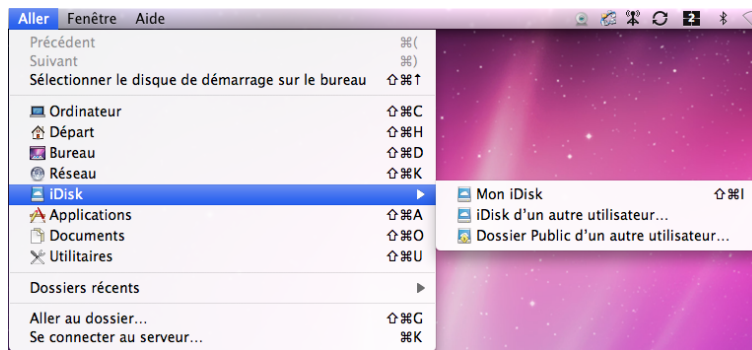 Aller Fenêtre Aide 2
Précédent ⌘(
Suivant ⌘)
Sélectionner le disque de démarrage sur le bureau ⇧⌘↑
Ordinateur ⇧⌘C
Départ ⇧⌘H
Bureau ⇧⌘D
Réseau ⇧⌘K
iDisk
Applications ⇧⌘A
Documents ⇧⌘O
Utilitaires ⇧⌘U
Dossiers récents
Aller au dossier... ⇧⌘G
Se connecter au serveur... ⌘K
Mon iDisk ⇧⌘I
iDisk d'un autre utilisateur...
Dossier Public d'un autre utilisateur...